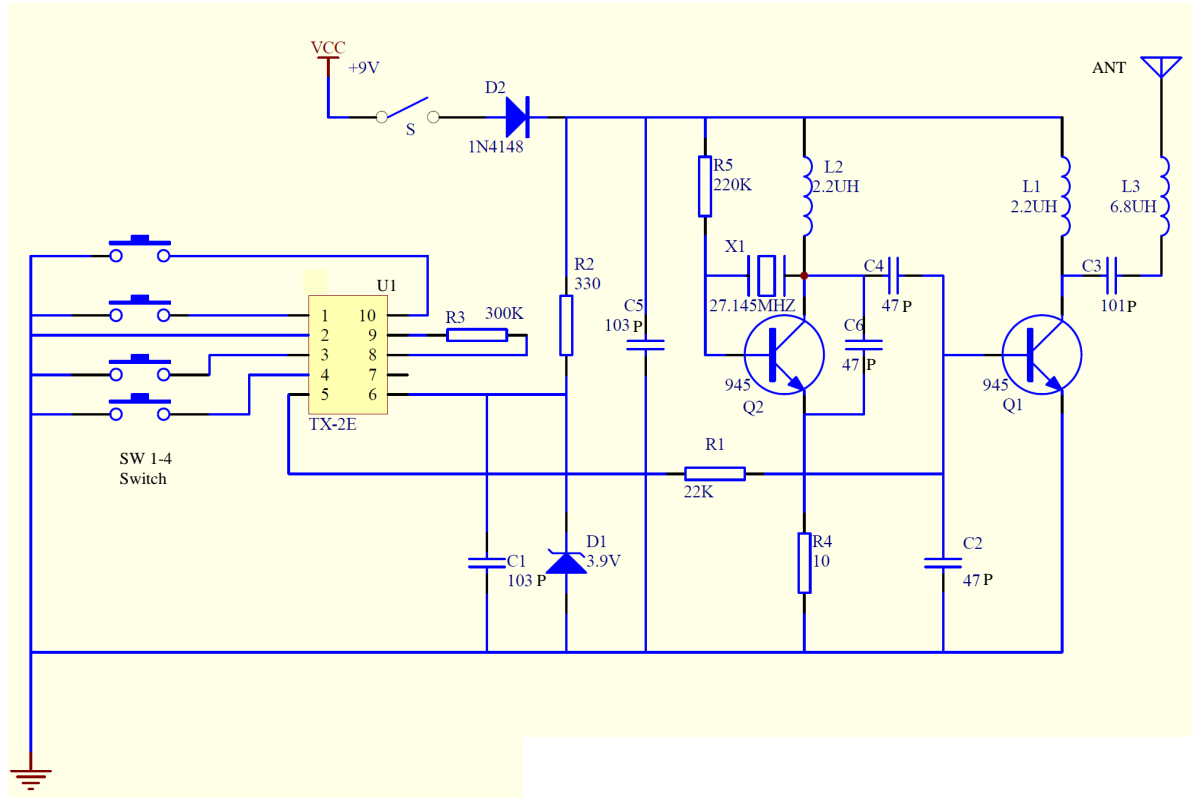 VCC
+9V
ANT
D2
S
1N4148
R5
220K
L2
2.2UH
L1
2.2UH
L3
6.8UH
X1
27.145MHZ
C4
47 P
C3
101P
R2
330
U1
C5
103 P
C6
47 P
R3
300K
1
2
3
4
5
10
9
8
7
6
TX-2E
945
Q2
945
Q1
SW 1-4
Switch
R1
22K
C1
103 P
D1
3.9V
R4
10
C2
47 P